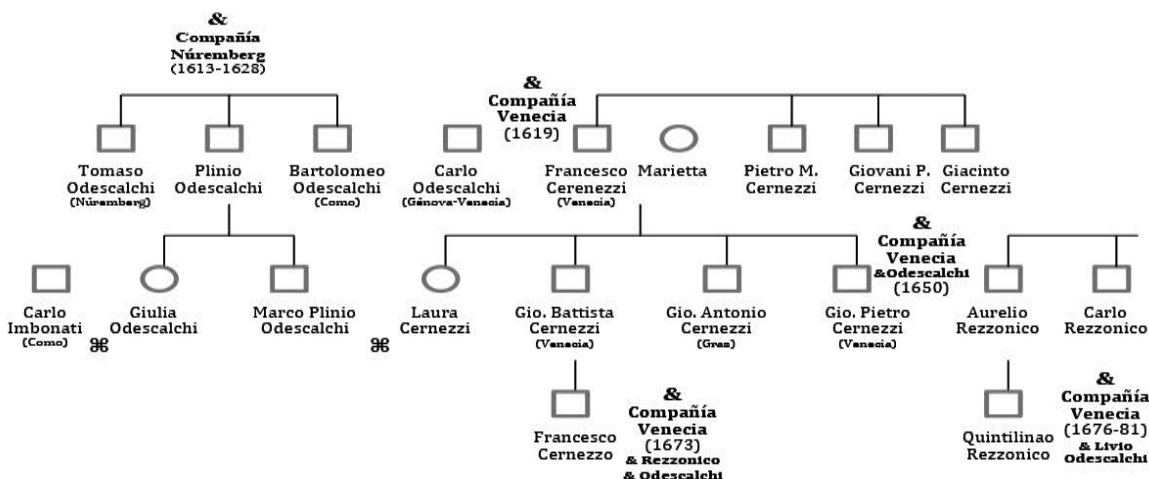 &
Compañía
Núremberg
(1613-1628)
&
Compañía
Venecia
(1619)
Tomaso
Odescalchi
(Núremberg)
Plinio
Odescalchi
Bartolomeo
Odescalchi
(Como)
Carlo
Odescalchi
(Génova-Venecia)
Francesco
Cerenezzi
(Venecia)
Marietta
Pietro M.
Cernezzi
Giovani P.
Cernezzi
Giacinto
Cernezzi
&
Compañía
Venecia
&Odescalchi
(1650)
Carlo
Imbonati
(Como)
⌘
Giulia
Odescalchi
Marco Plinio
Odescalchi
⌘
Laura
Cernezzi
Gio. Battista
Cernezzi
(Venecia)
Gio. Antonio
Cernezzi
(Graz)
Gio. Pietro
Cernezzi
(Venecia)
Aurelio
Rezzonico
Carlo
Rezzonico
Francesco
Cernezzo
&
Compañía
Venecia
(1673)
& Rezzonico
& Odescalchi
Quintilinao
Rezzonico
&
Compañía
Venecia
(1676-81)
& Livio
Odescalchi